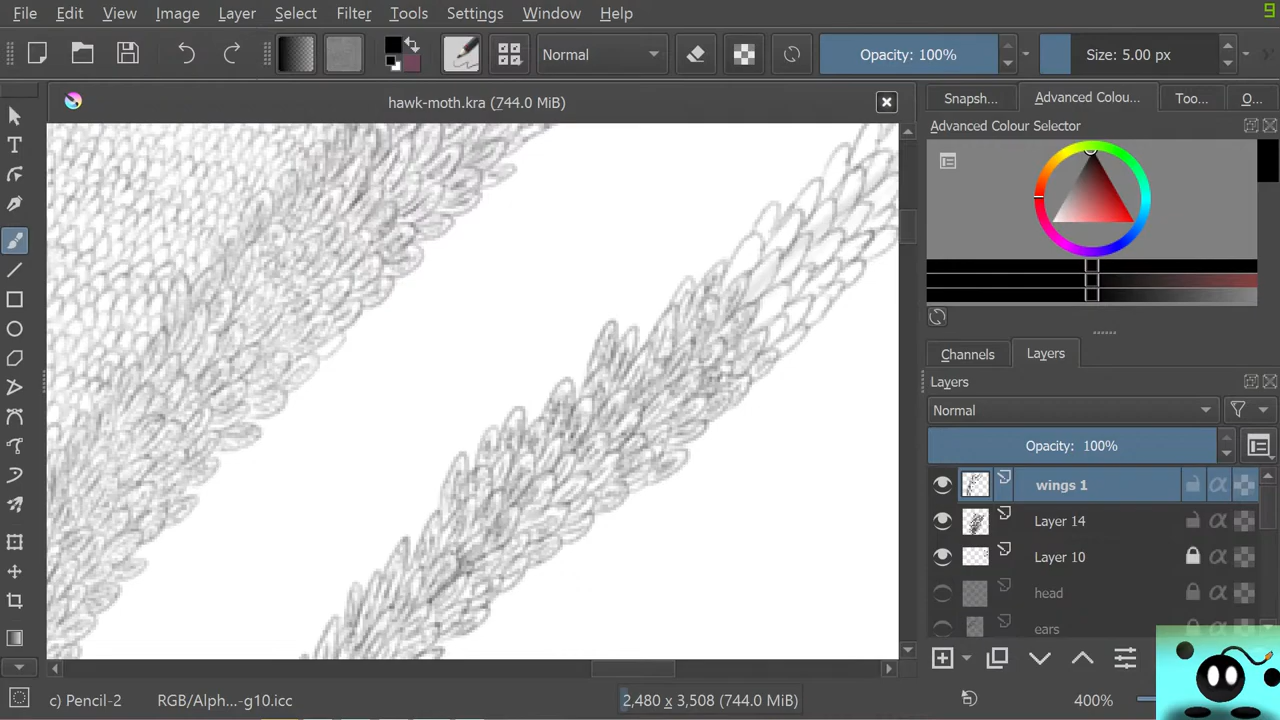 File Edit View Image Layer Select Filter Tools Settings Window Help
9
Normal
Opacity: 100%
Size: 5.00 px
hawk-moth.kra (744.0 MiB)
Snapsh... Advanced Colou... Too... O...
Advanced Colour Selector
Channels Layers
Layers
Normal
Opacity: 100%
wings 1
Layer 14
Layer 10
head
ears
c) Pencil-2 RGB/Alph...-g10.icc 2,480 x 3,508 (744.0 MiB) 400%